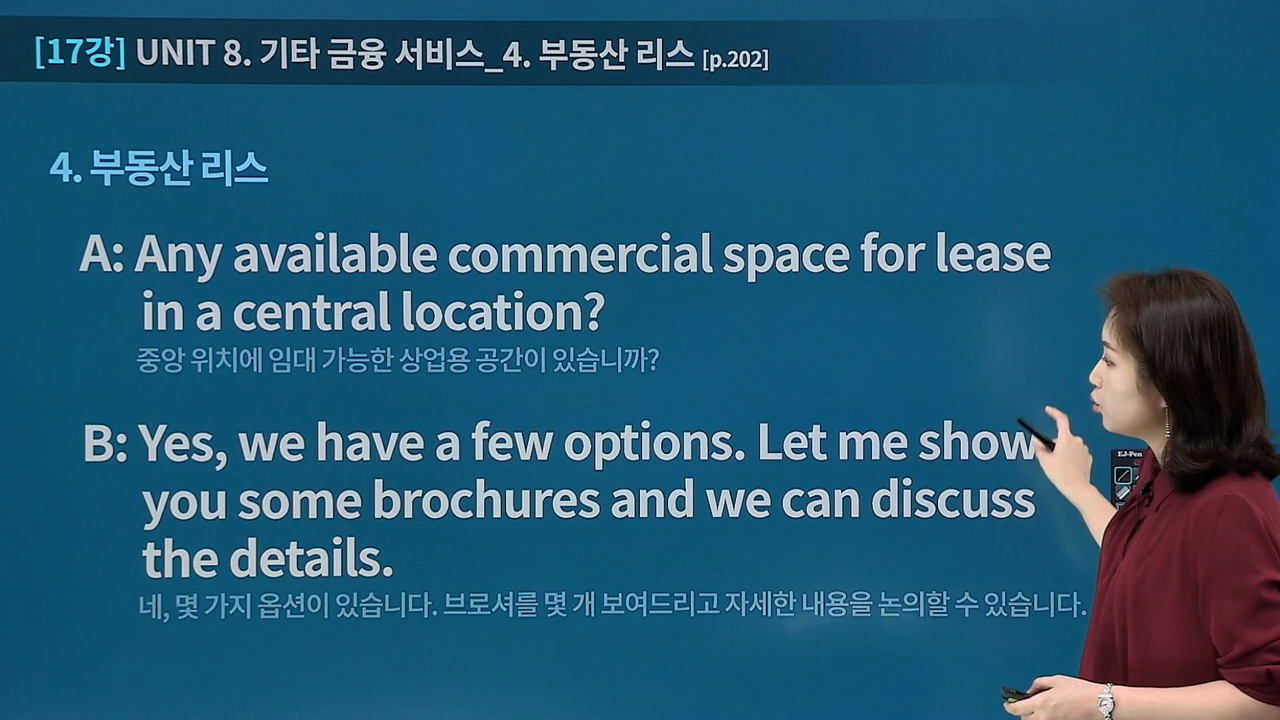 [17강] UNIT 8. 기타 금융 서비스_4. 부동산 리스 [p.202]
4. 부동산 리스
A: Any available commercial space for lease
in a central location?
중앙 위치에 임대 가능한 상업용 공간이 있습니까?
B: Yes, we have a few options. Let me show
you some brochures and we can discuss
the details.
네, 몇 가지 옵션이 있습니다. 브로셔를 몇 개 보여드리고 자세한 내용을 논의할 수 있습니다.
EJ-Pen